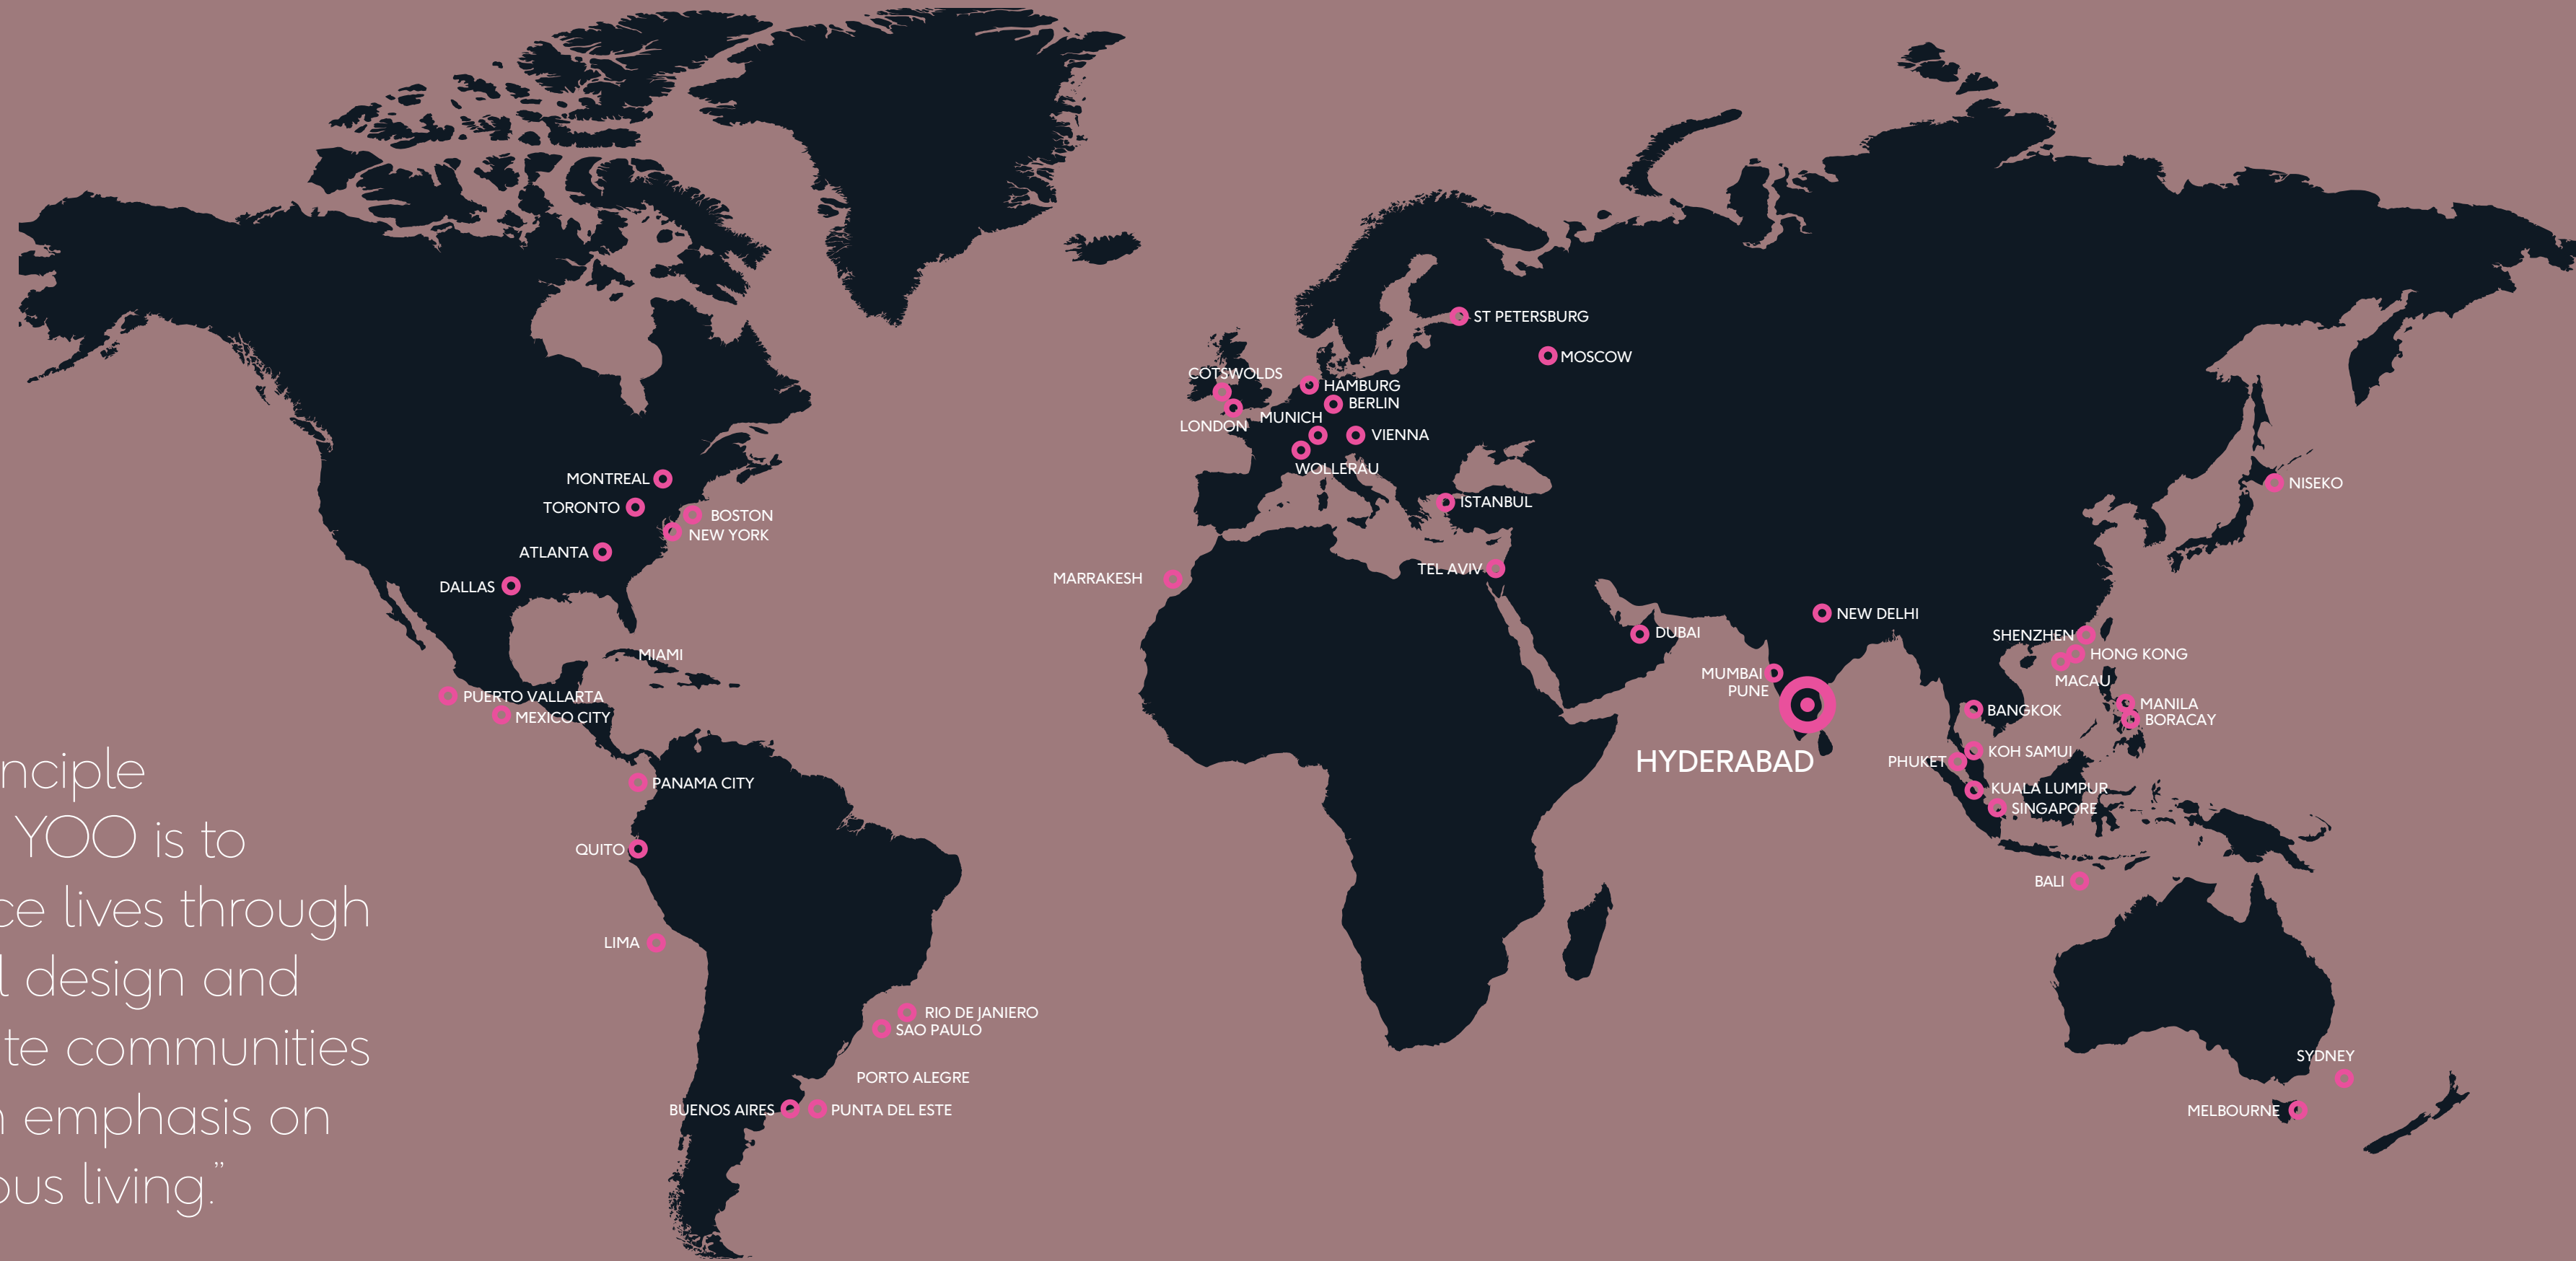 ST PETERSBURG
MOSCOW
COTSWOLDS
HAMBURG
BERLIN
MUNICH
LONDON
VIENNA
WOLLERAU
MONTREAL
NISEKO
ISTANBUL
TORONTO
BOSTON
NEW YORK
ATLANTA
TEL AVIV
MARRAKESH
DALLAS
NEW DELHI
DUBAI
SHENZHEN
HONG KONG
MIAMI
MUMBAI
MACAU
PUNE
PUERTO VALLARTA
MANILA
BANGKOK
MEXICO CITY
BORACAY
KOH SAMUI
HYDERABAD
PHUKET
PANAMA CITY
KUALA LUMPUR
SINGAPORE
QUITO
BALI
LIMA
RIO DE JANIERO
SAO PAULO
SYDNEY
PORTO ALEGRE
BUENOS AIRES
PUNTA DEL ESTE
MELBOURNE
nciple
YOO is to
ce lives through
l design and
te communities
n emphasis on
ous living.”